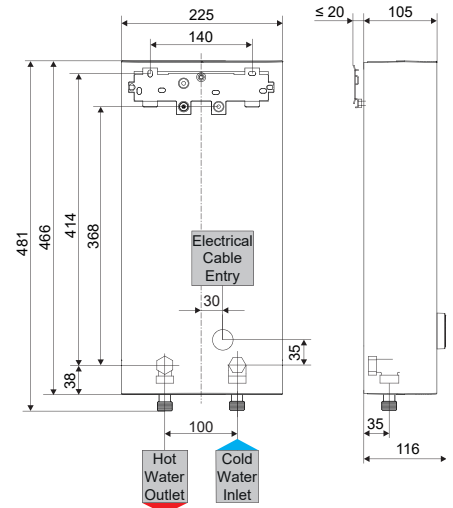 225
≤ 20
105
140
481
466
414
368
Electrical
Cable
Entry
30
35
38
100
35
116
Hot
Water
Outlet
Cold
Water
Inlet